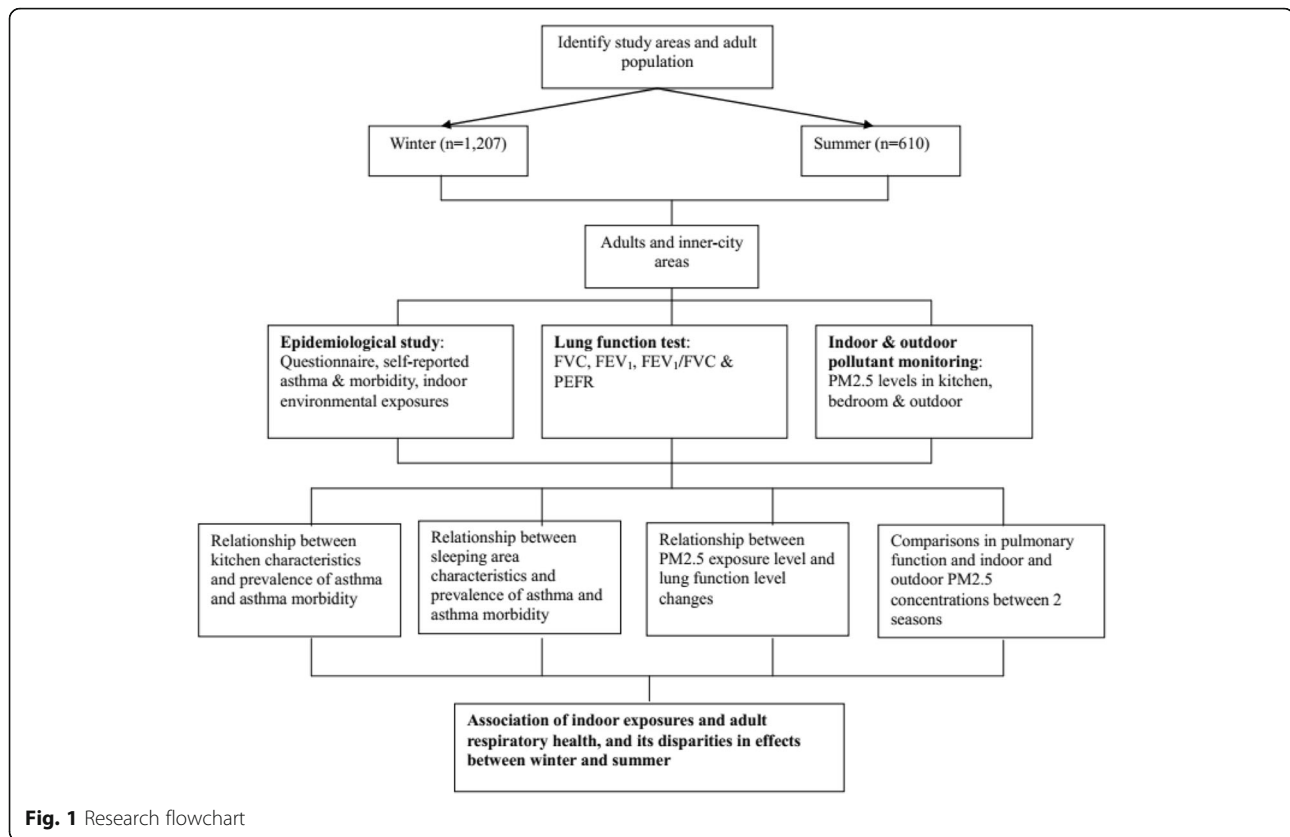 Identify study areas and adult
population
Winter (n=1,207)
Summer (n=610)
Adults and inner-city
areas
Epidemiological study:
Questionnaire, self-reported
asthma & morbidity, indoor
environmental exposures
Lung function test:
FVC, FEV₁, FEV₁/FVC &
PEFR
Indoor & outdoor
pollutant monitoring:
PM2.5 levels in kitchen,
bedroom & outdoor
Relationship between
kitchen characteristics
and prevalence of asthma
and asthma morbidity
Relationship between
sleeping area
characteristics and
prevalence of asthma and
asthma morbidity
Relationship between
PM2.5 exposure level and
lung function level
changes
Comparisons in pulmonary
function and indoor and
outdoor PM2.5
concentrations between 2
seasons
Association of indoor exposures and adult
respiratory health, and its disparities in effects
between winter and summer
Fig. 1 Research flowchart